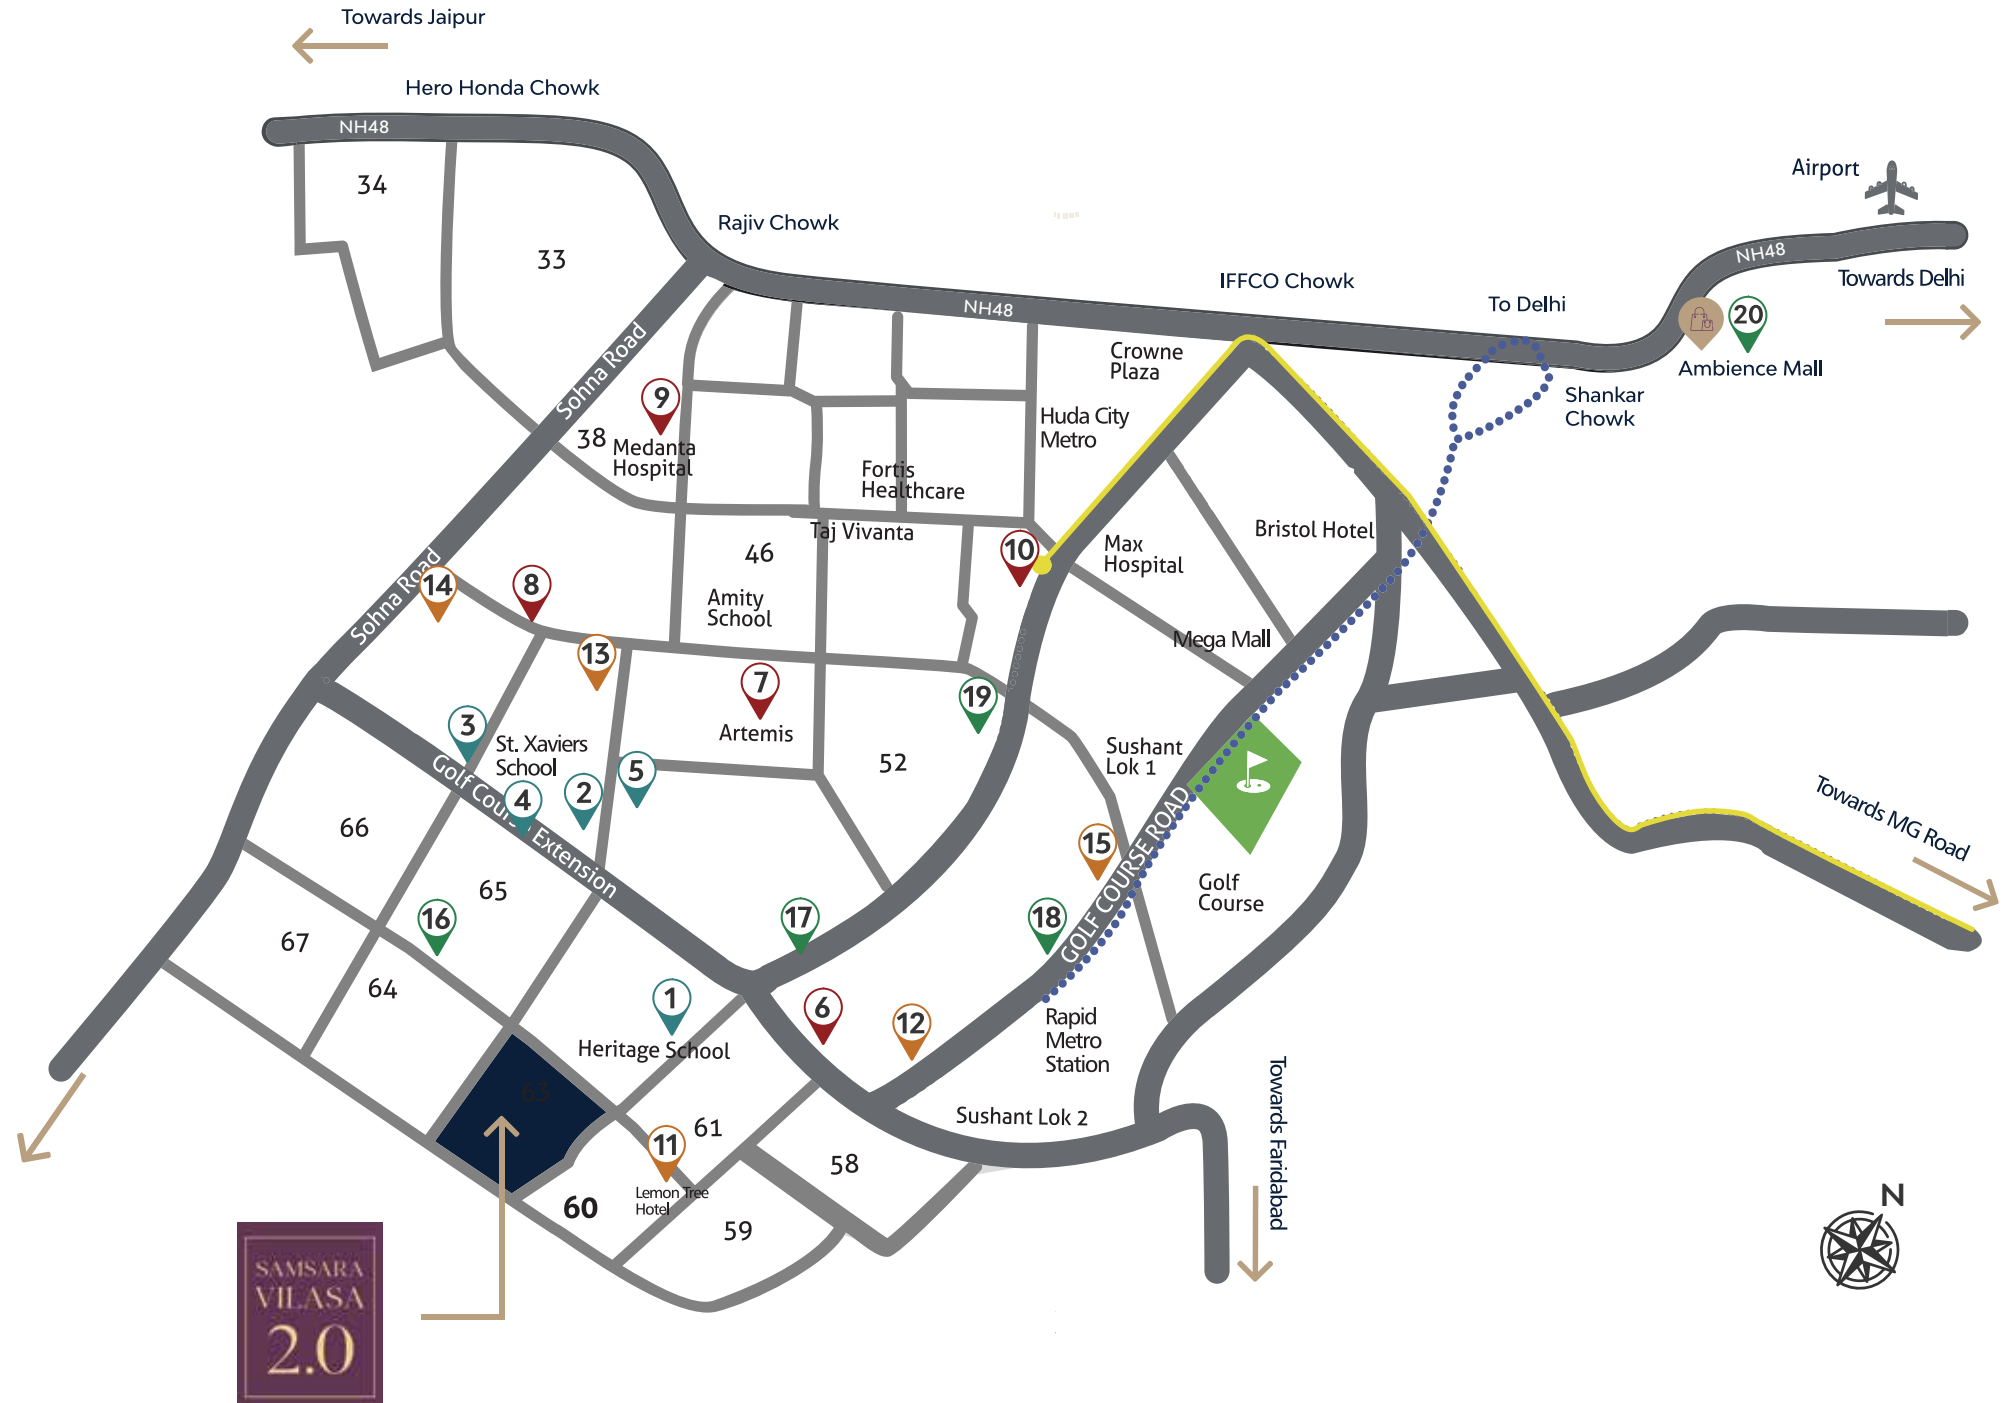 Towards Jaipur
Hero Honda Chowk
NH48
34
33
Rajiv Chowk
Airport
NH48
Towards Delhi
IFFCO Chowk
To Delhi
NH48
20
Ambience Mall
Shankar
Chowk
Crowne
Plaza
Sohna Road
9
38
Medanta
Hospital
Huda City
Metro
Fortis
Healthcare
Taj Vivanta
46
10
Max
Hospital
Bristol Hotel
Sohna Road
14
8
Amity
School
Mega Mall
13
7
Artemis
19
52
3
St. Xaviers
School
5
2
4
Golf Course Extension
Sushant
Lok 1
GOLF COURSE ROAD
Towards MG Road
66
65
15
Golf
Course
16
17
18
67
64
1
Heritage School
6
12
Rapid
Metro
Station
63
61
Sushant Lok 2
Towards Faridabad
11
Lemon Tree
Hotel
58
60
59
N
SAMSARA
VILASA
2.0